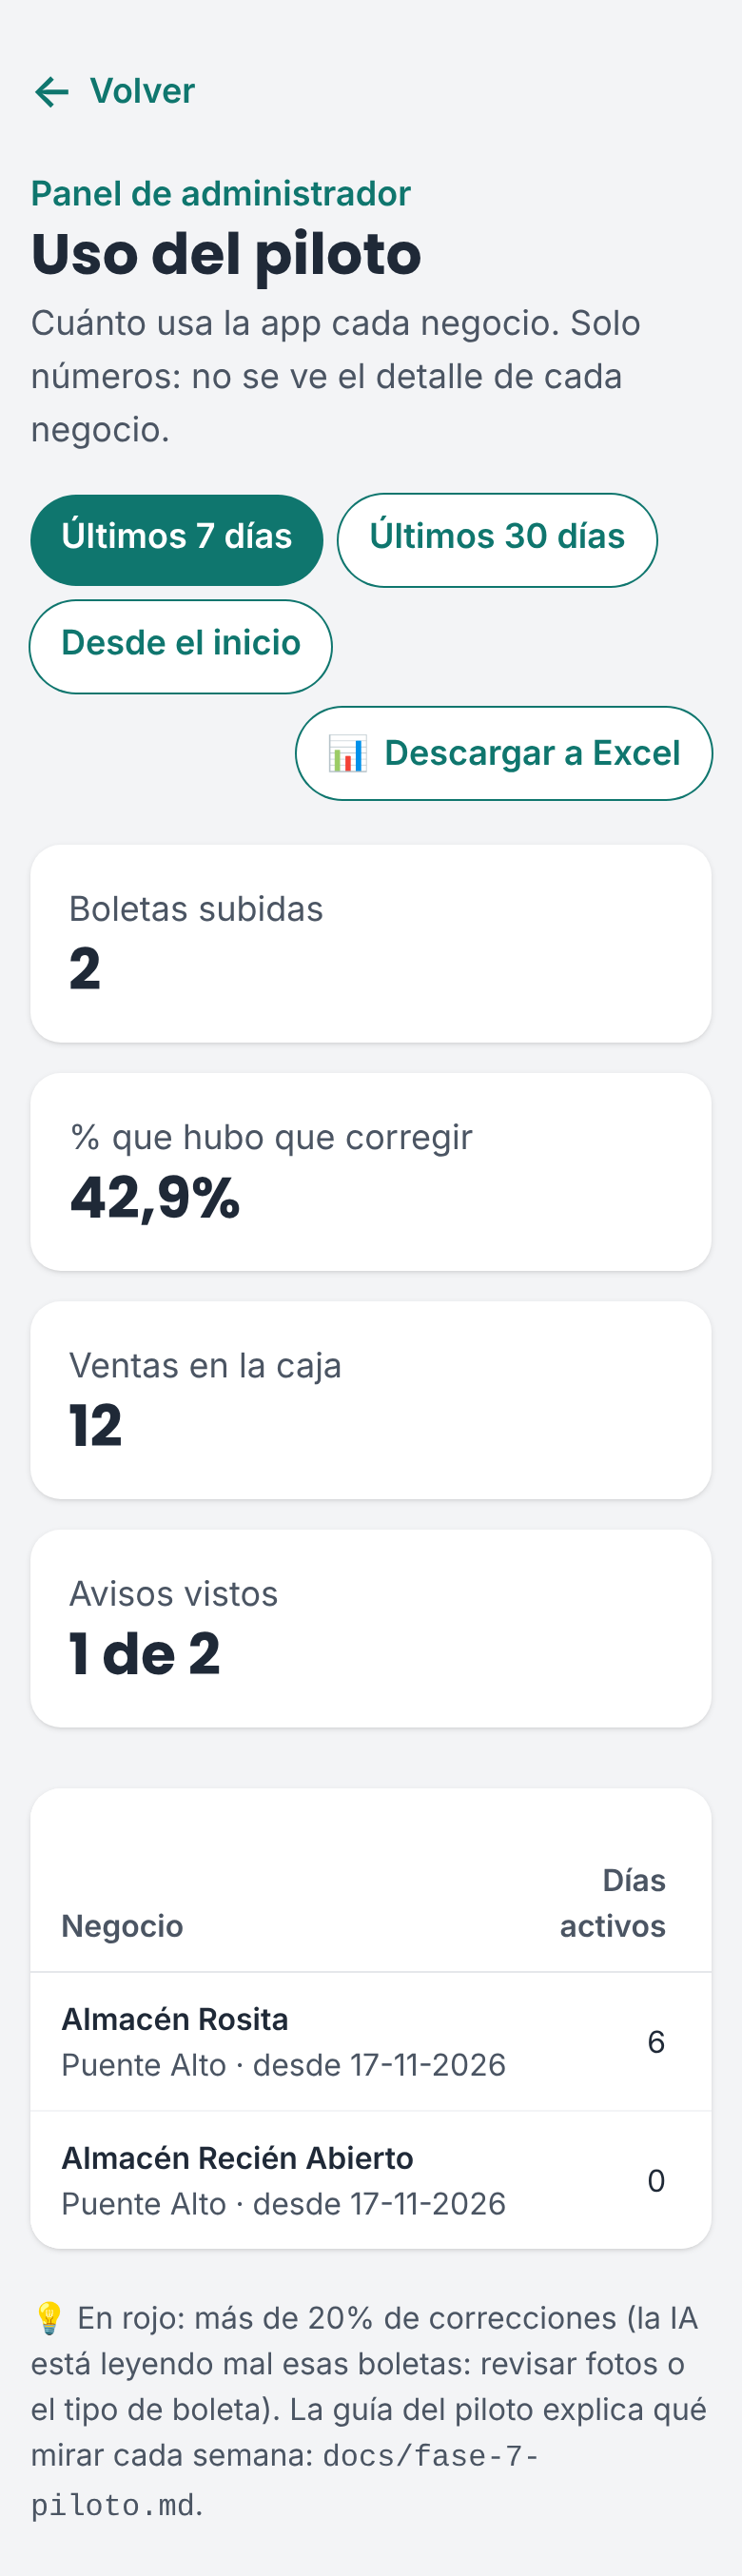 ← Volver
Panel de administrador
Uso del piloto
Cuánto usa la app cada negocio. Solo
números: no se ve el detalle de cada
negocio.
Últimos 7 días
Últimos 30 días
Desde el inicio
📊 Descargar a Excel
Boletas subidas
2
% que hubo que corregir
42,9%
Ventas en la caja
12
Avisos vistos
1 de 2
Negocio
Días
activos
Almacén Rosita
Puente Alto · desde 17-11-2026
6
Almacén Recién Abierto
Puente Alto · desde 17-11-2026
0
💡 En rojo: más de 20% de correcciones (la IA
está leyendo mal esas boletas: revisar fotos o
el tipo de boleta). La guía del piloto explica qué
mirar cada semana: docs/fase-7-
piloto.md.